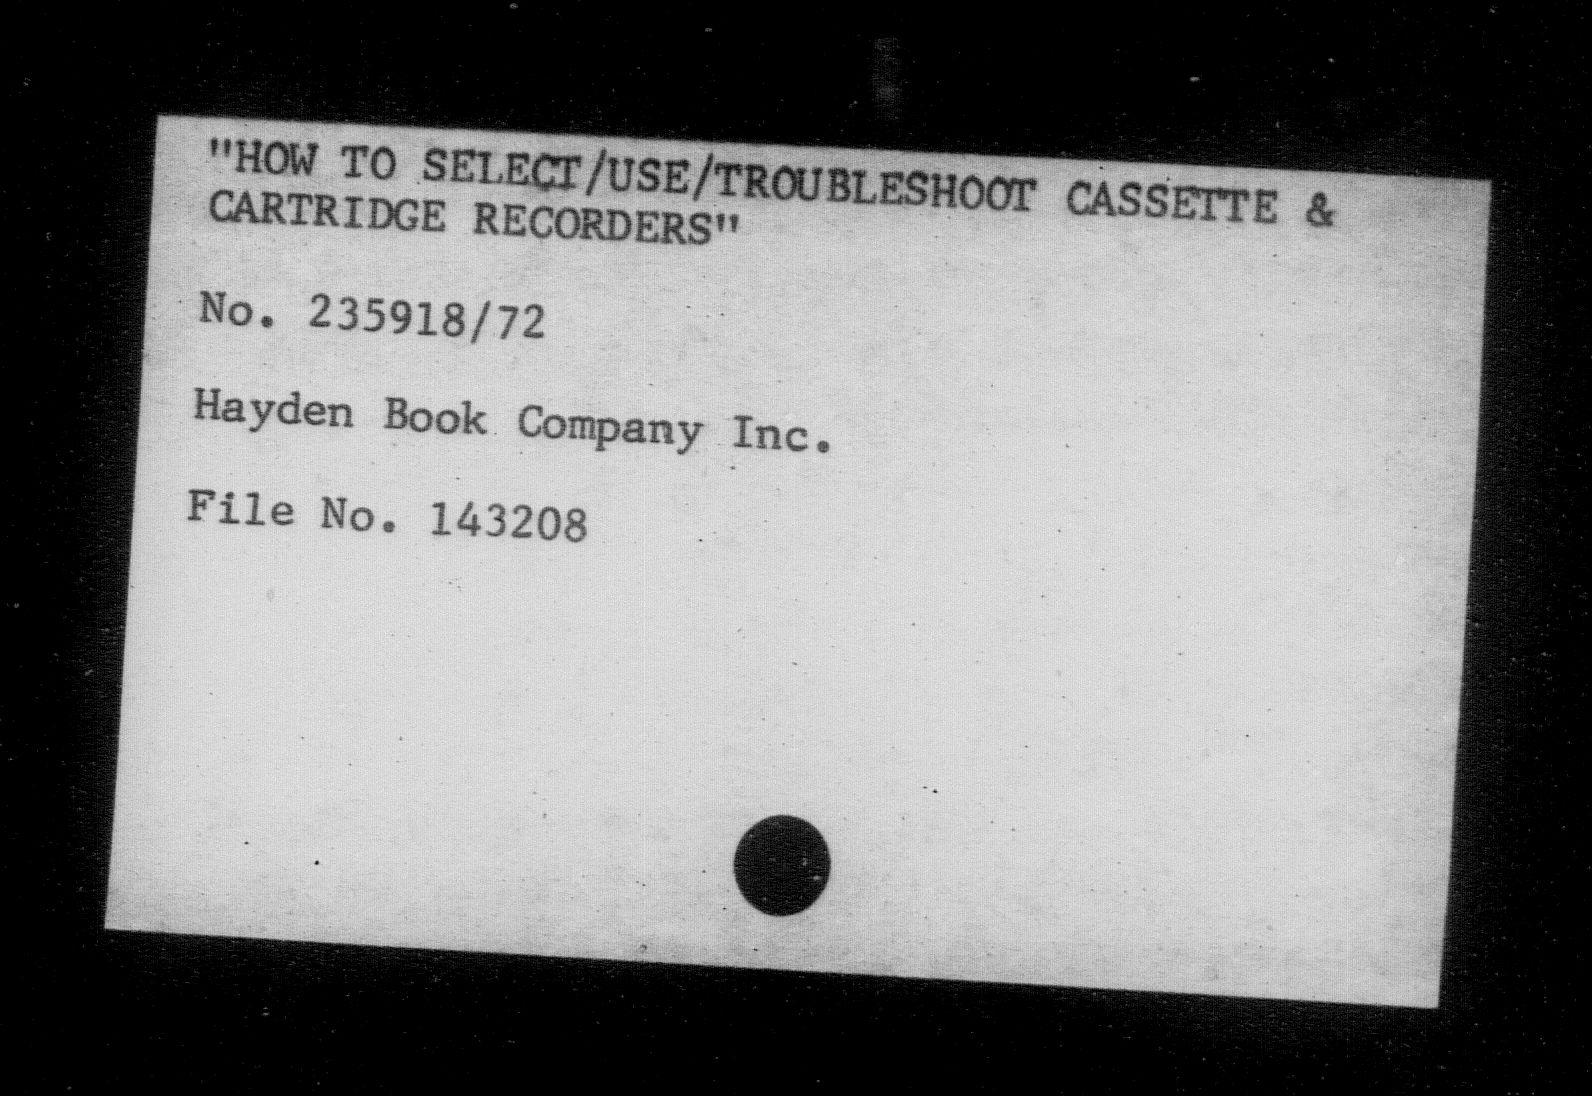 "HOW TO SELECT/USE/TROUBLESHOOT CASSETTE &
CARTRIDGE RECORDERS"
No. 235918/72
Hayden Book Company Inc.
File No. 143208